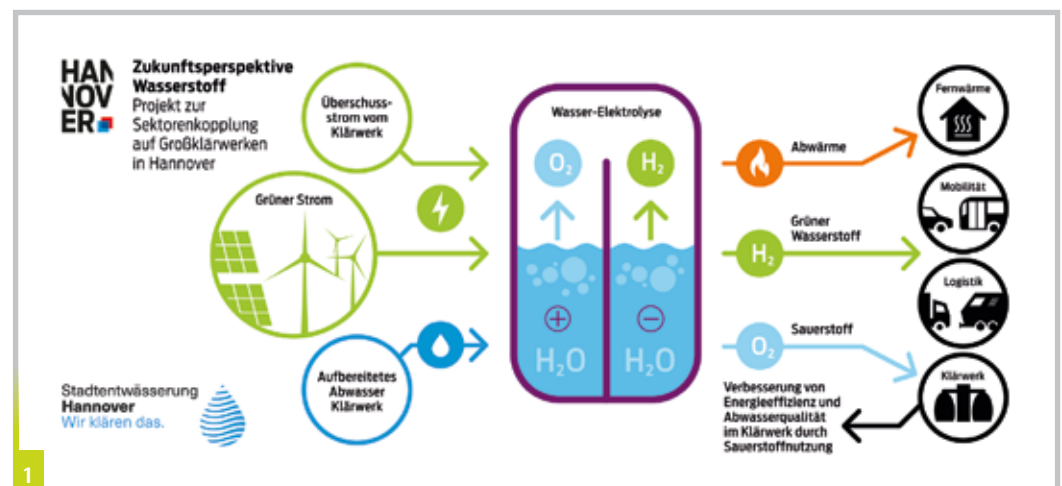 HAN
NOV
ER
Zukunftsperspektive
Wasserstoff
Projekt zur
Sektorenkopplung
auf Großklärwerken
in Hannover
Überschuss-
strom vom
Klärwerk
Grüner Strom
Aufbereitetes
Abwasser
Klärwerk
Wasser-Elektrolyse
O₂
H₂
+
−
H₂O
H₂O
Abwärme
H₂
Grüner
Wasserstoff
O₂
Sauerstoff
Fernwärme
Mobilität
Logistik
Klärwerk
Verbesserung von
Energieeffizienz und
Abwasserqualität
im Klärwerk durch
Sauerstoffnutzung
Stadtentwässerung
Hannover
Wir klären das.
1